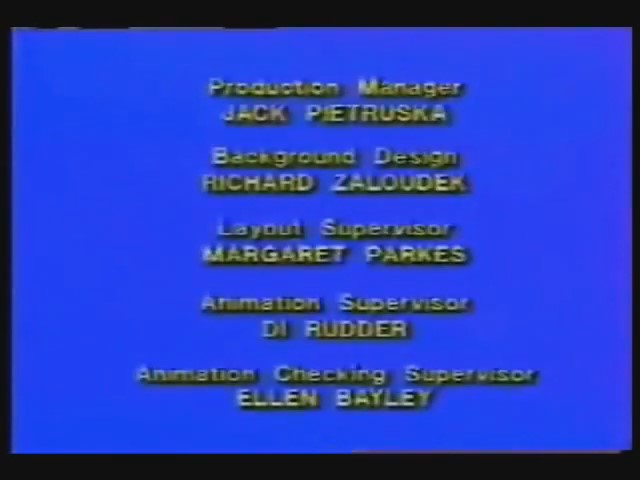 Production Manager
JACK PIETRUSKA
Background Design
RICHARD ZALOUDEK
Layout Supervisor
MARGARET PARKES
Animation Supervisor
DI RUDDER
Animation Checking Supervisor
ELLEN BAYLEY